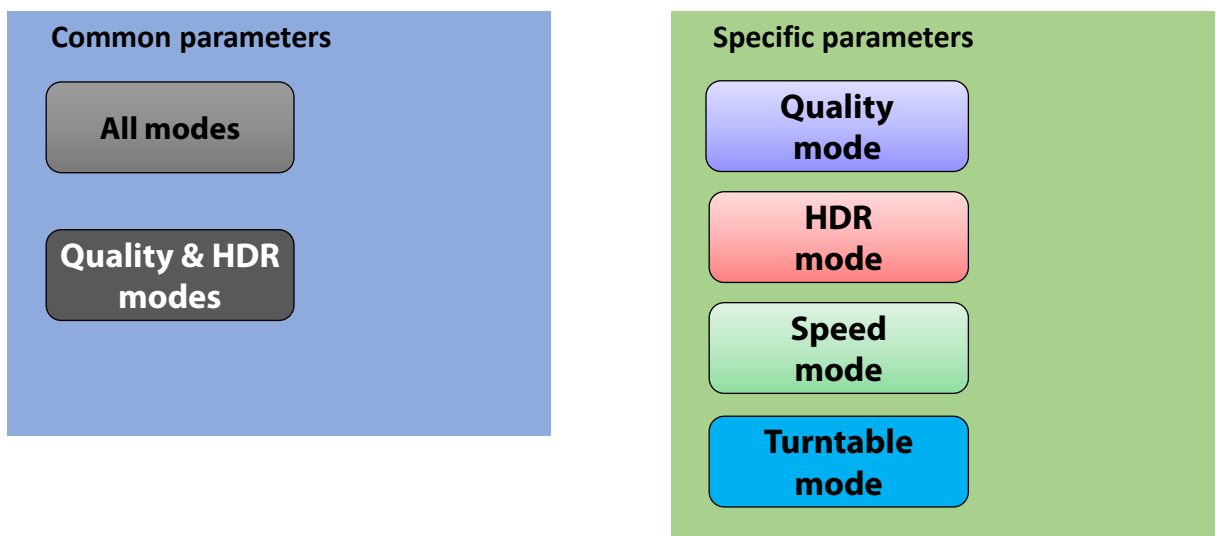 Common parameters
All modes
Quality & HDR
modes
Specific parameters
Quality
mode
HDR
mode
Speed
mode
Turntable
mode